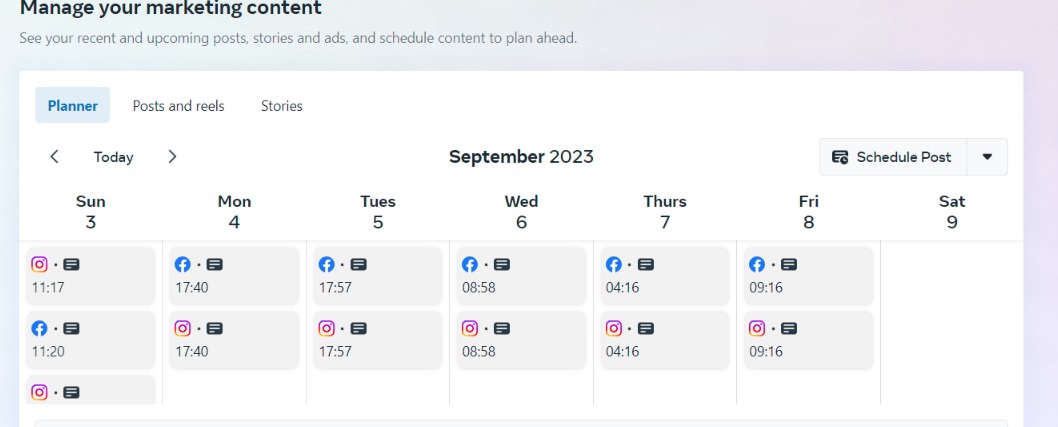 Manage your marketing content
See your recent and upcoming posts, stories and ads, and schedule content to plan ahead.
Planner Posts and reels Stories
Today September 2023 Schedule Post
Sun Mon Tues Wed Thurs Fri Sat
3 4 5 6 7 8 9
11:17 17:40 17:57 08:58 04:16 09:16
11:20 17:40 17:57 08:58 04:16 09:16